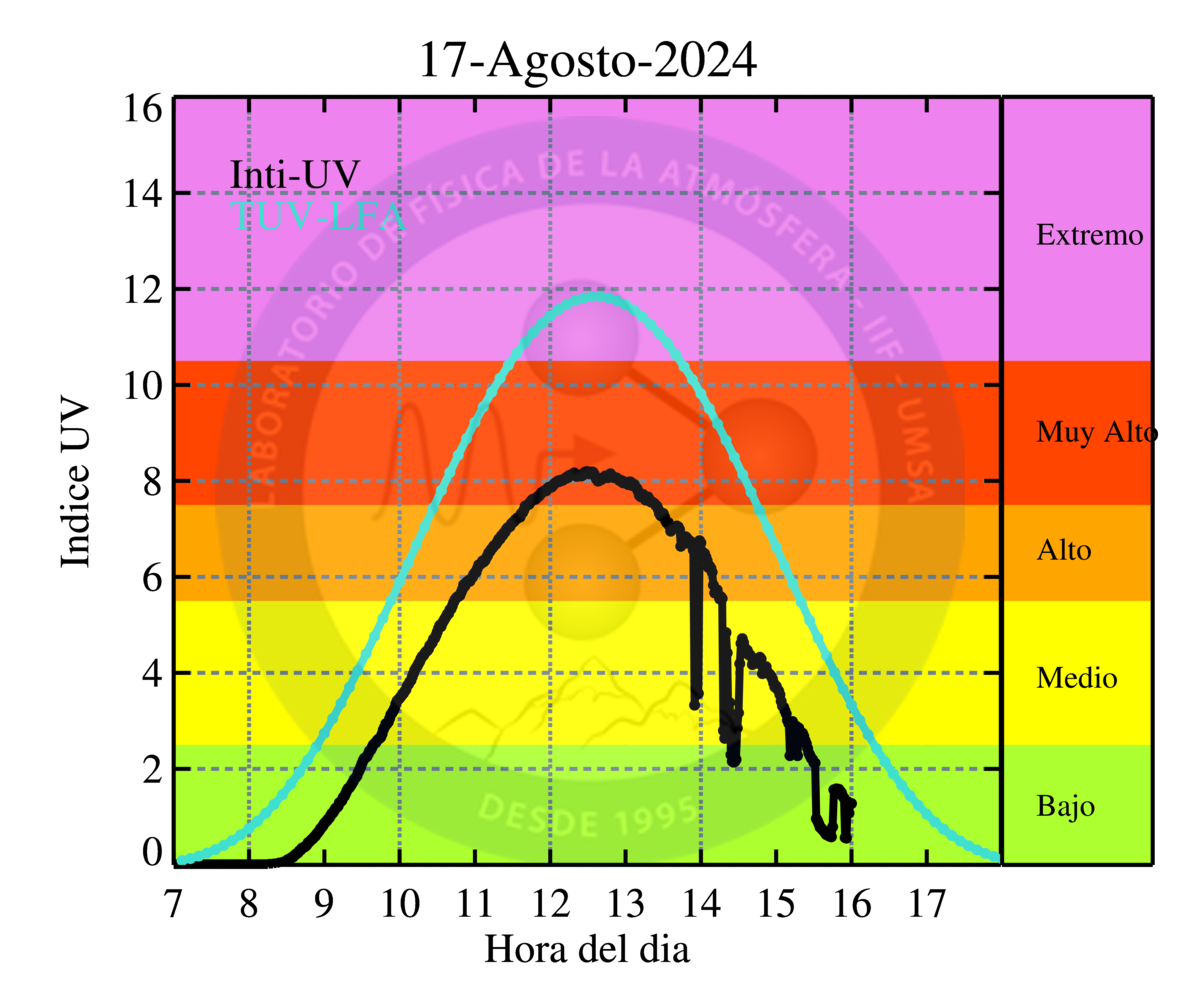 17-Agosto-2024
16
14
12
10
8
6
4
2
0
Indice UV
Inti-UV
TUV-LFA
LABORATORIO DE FÍSICA DE LA ATMÓSFERA - IIF - UMSA
DESDE 1995
Extremo
Muy Alto
Alto
Medio
Bajo
7 8 9 10 11 12 13 14 15 16 17
Hora del dia